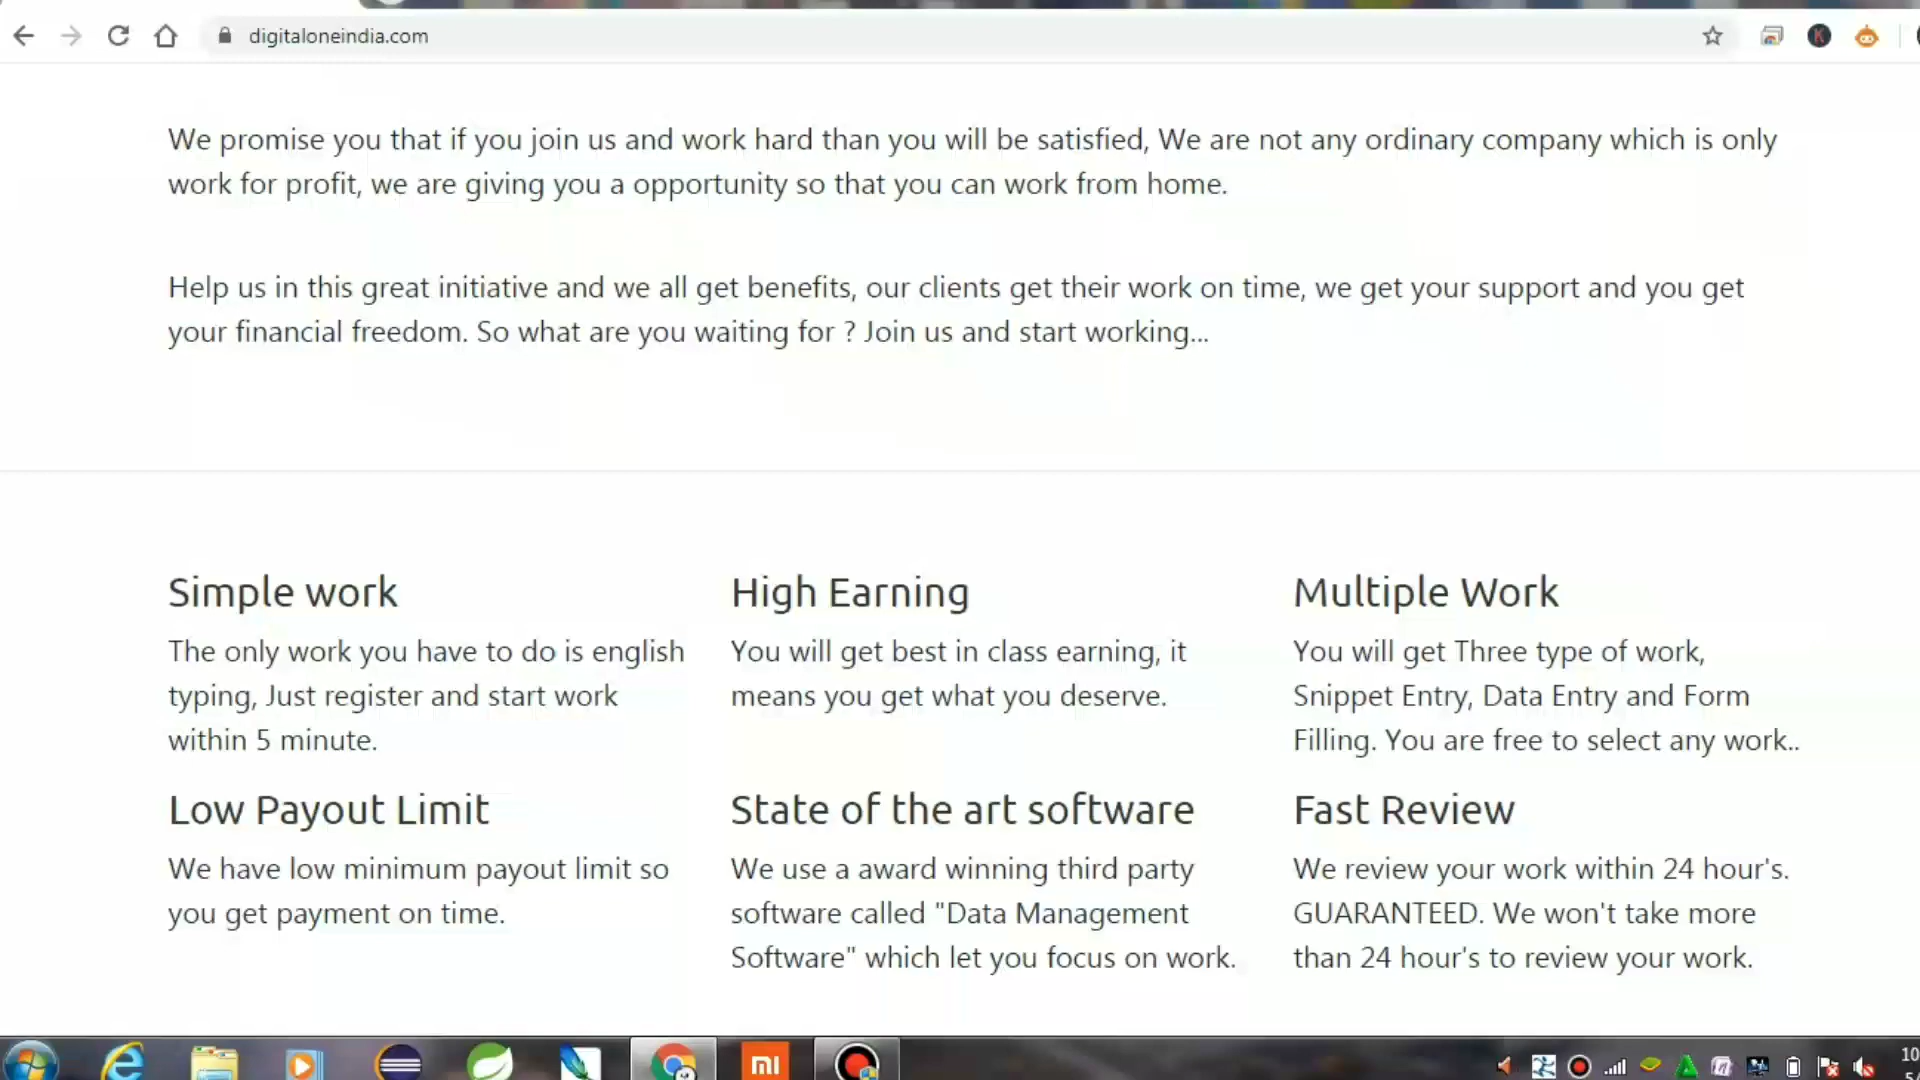 digitaloneindia.com
We promise you that if you join us and work hard than you will be satisfied, We are not any ordinary company which is only
work for profit, we are giving you a opportunity so that you can work from home.
Help us in this great initiative and we all get benefits, our clients get their work on time, we get your support and you get
your financial freedom. So what are you waiting for ? Join us and start working...
Simple work
The only work you have to do is english
typing, Just register and start work
within 5 minute.
High Earning
You will get best in class earning, it
means you get what you deserve.
Multiple Work
You will get Three type of work,
Snippet Entry, Data Entry and Form
Filling. You are free to select any work..
Low Payout Limit
We have low minimum payout limit so
you get payment on time.
State of the art software
We use a award winning third party
software called "Data Management
Software" which let you focus on work.
Fast Review
We review your work within 24 hour's.
GUARANTEED. We won't take more
than 24 hour's to review your work.
mi